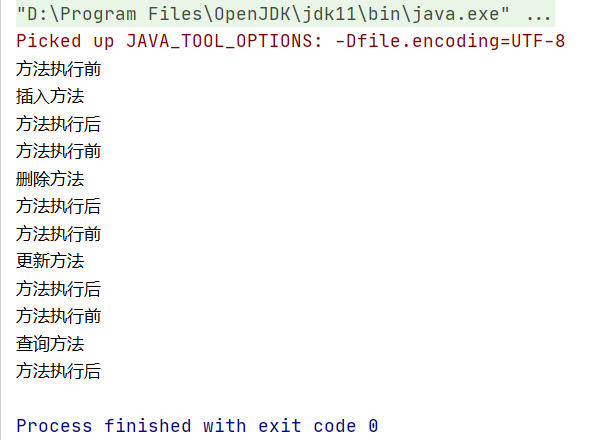 "D:\Program Files\OpenJDK\jdk11\bin\java.exe" ...
Picked up JAVA_TOOL_OPTIONS: -Dfile.encoding=UTF-8
方法执行前
插入方法
方法执行后
方法执行前
删除方法
方法执行后
方法执行前
更新方法
方法执行后
方法执行前
查询方法
方法执行后
Process finished with exit code 0